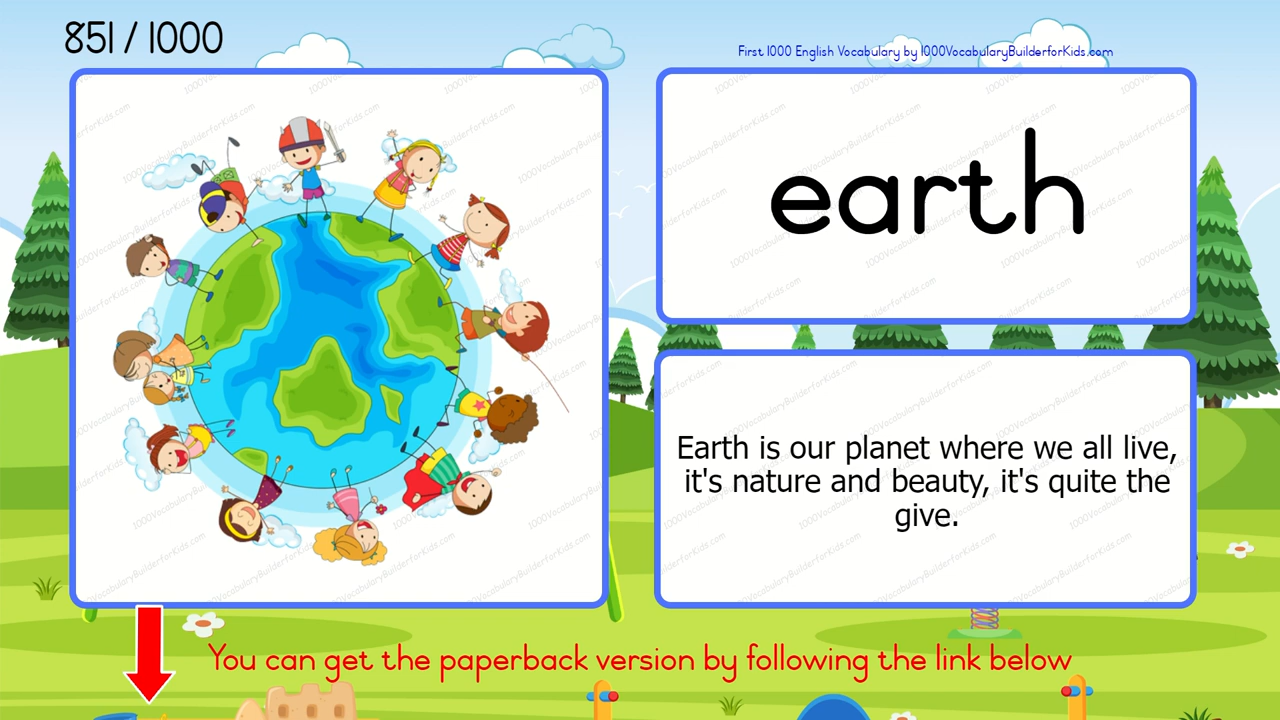 851 / 1000
First 1000 English Vocabulary by 1000VocabularyBuilderforKids.com
earth
Earth is our planet where we all live,
it's nature and beauty, it's quite the
give.
You can get the paperback version by following the link below